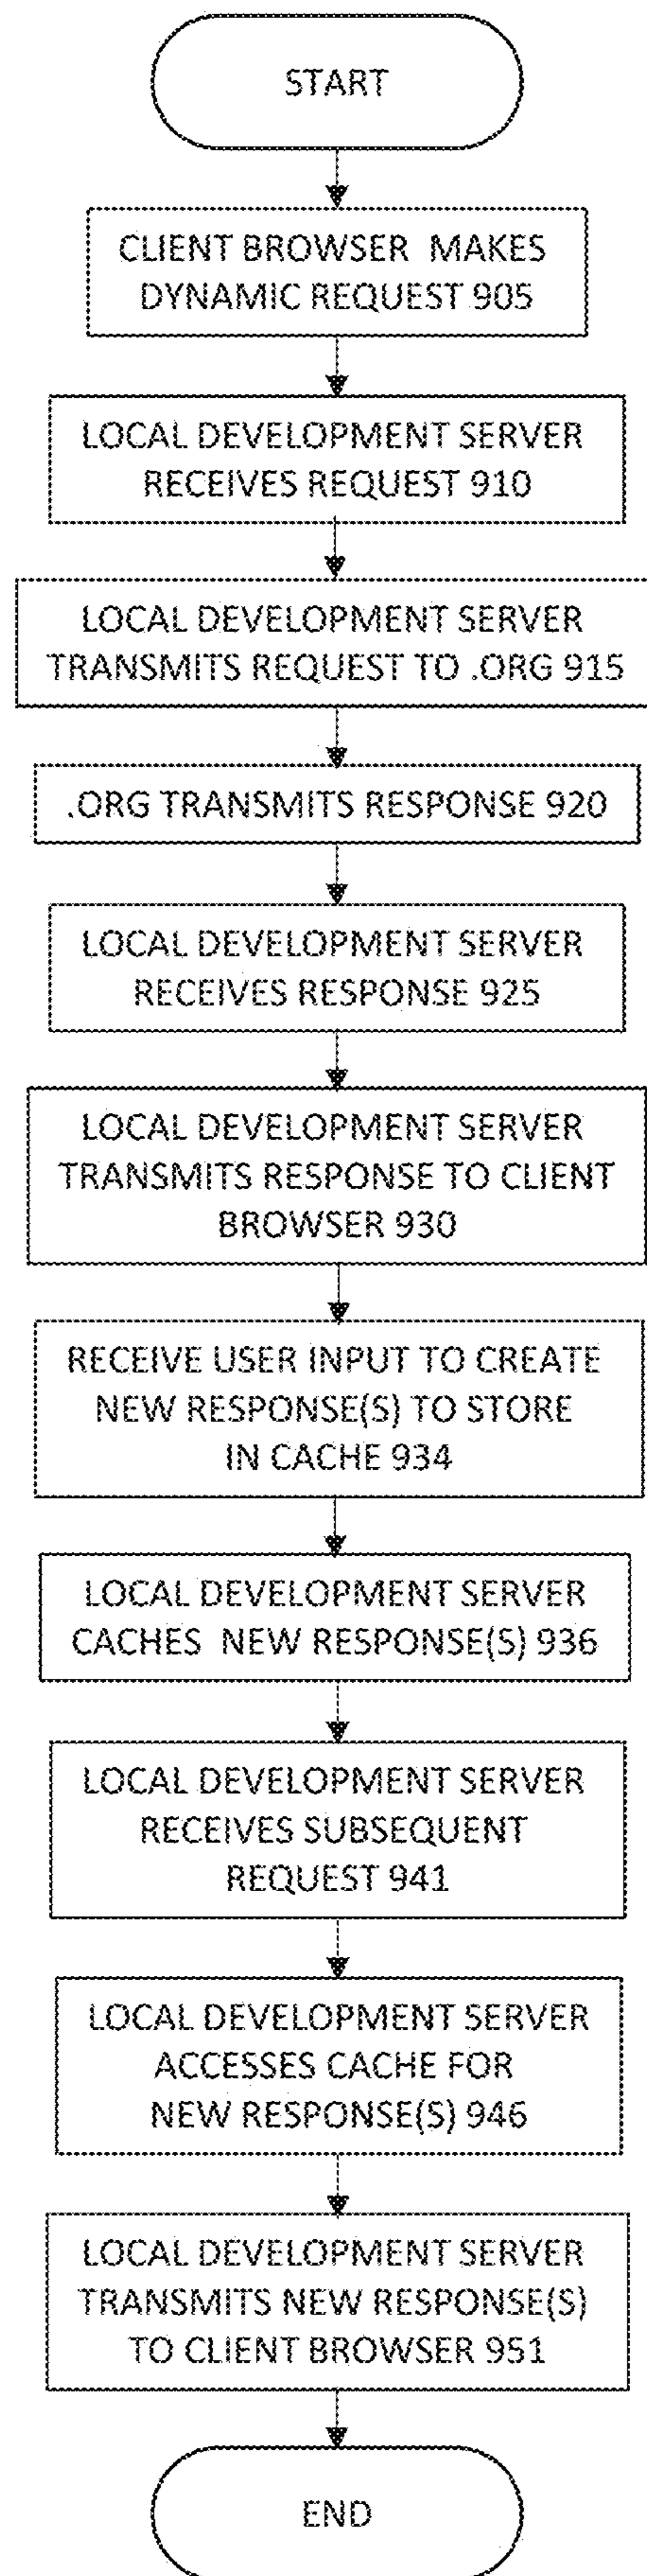 START
CLIENT BROWSER MAKES
DYNAMIC REQUEST 905
LOCAL DEVELOPMENT SERVER
RECEIVES REQUEST 910
LOCAL DEVELOPMENT SERVER
TRANSMITS REQUEST TO .ORG 915
.ORG TRANSMITS RESPONSE 920
LOCAL DEVELOPMENT SERVER
RECEIVES RESPONSE 925
LOCAL DEVELOPMENT SERVER
TRANSMITS RESPONSE TO CLIENT
BROWSER 930
RECEIVE USER INPUT TO CREATE
NEW RESPONSE(S) TO STORE
IN CACHE 934
LOCAL DEVELOPMENT SERVER
CACHES NEW RESPONSE(S) 936
LOCAL DEVELOPMENT SERVER
RECEIVES SUBSEQUENT
REQUEST 941
LOCAL DEVELOPMENT SERVER
ACCESSES CACHE FOR
NEW RESPONSE(S) 946
LOCAL DEVELOPMENT SERVER
TRANSMITS NEW RESPONSE(S)
TO CLIENT BROWSER 951
END